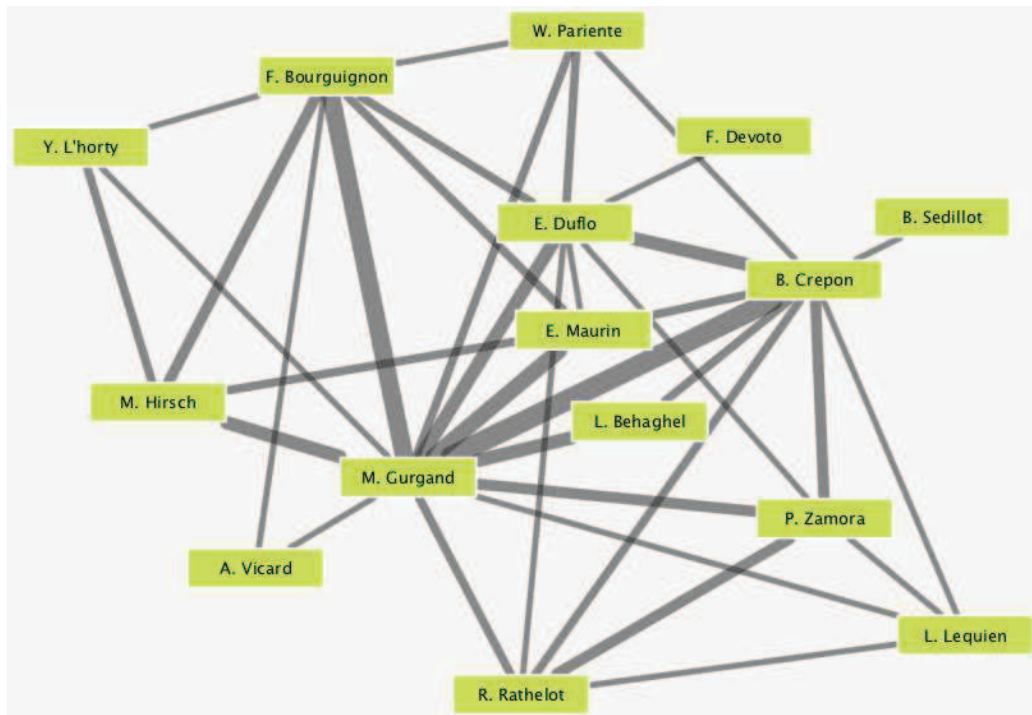 W. Pariente
F. Bourguignon
Y. L'horty
F. Devoto
E. Duflo
B. Sedillot
B. Crepon
E. Maurin
M. Hirsch
L. Behaghel
M. Gurgand
P. Zamora
A. Vicard
L. Lequien
R. Rathelot